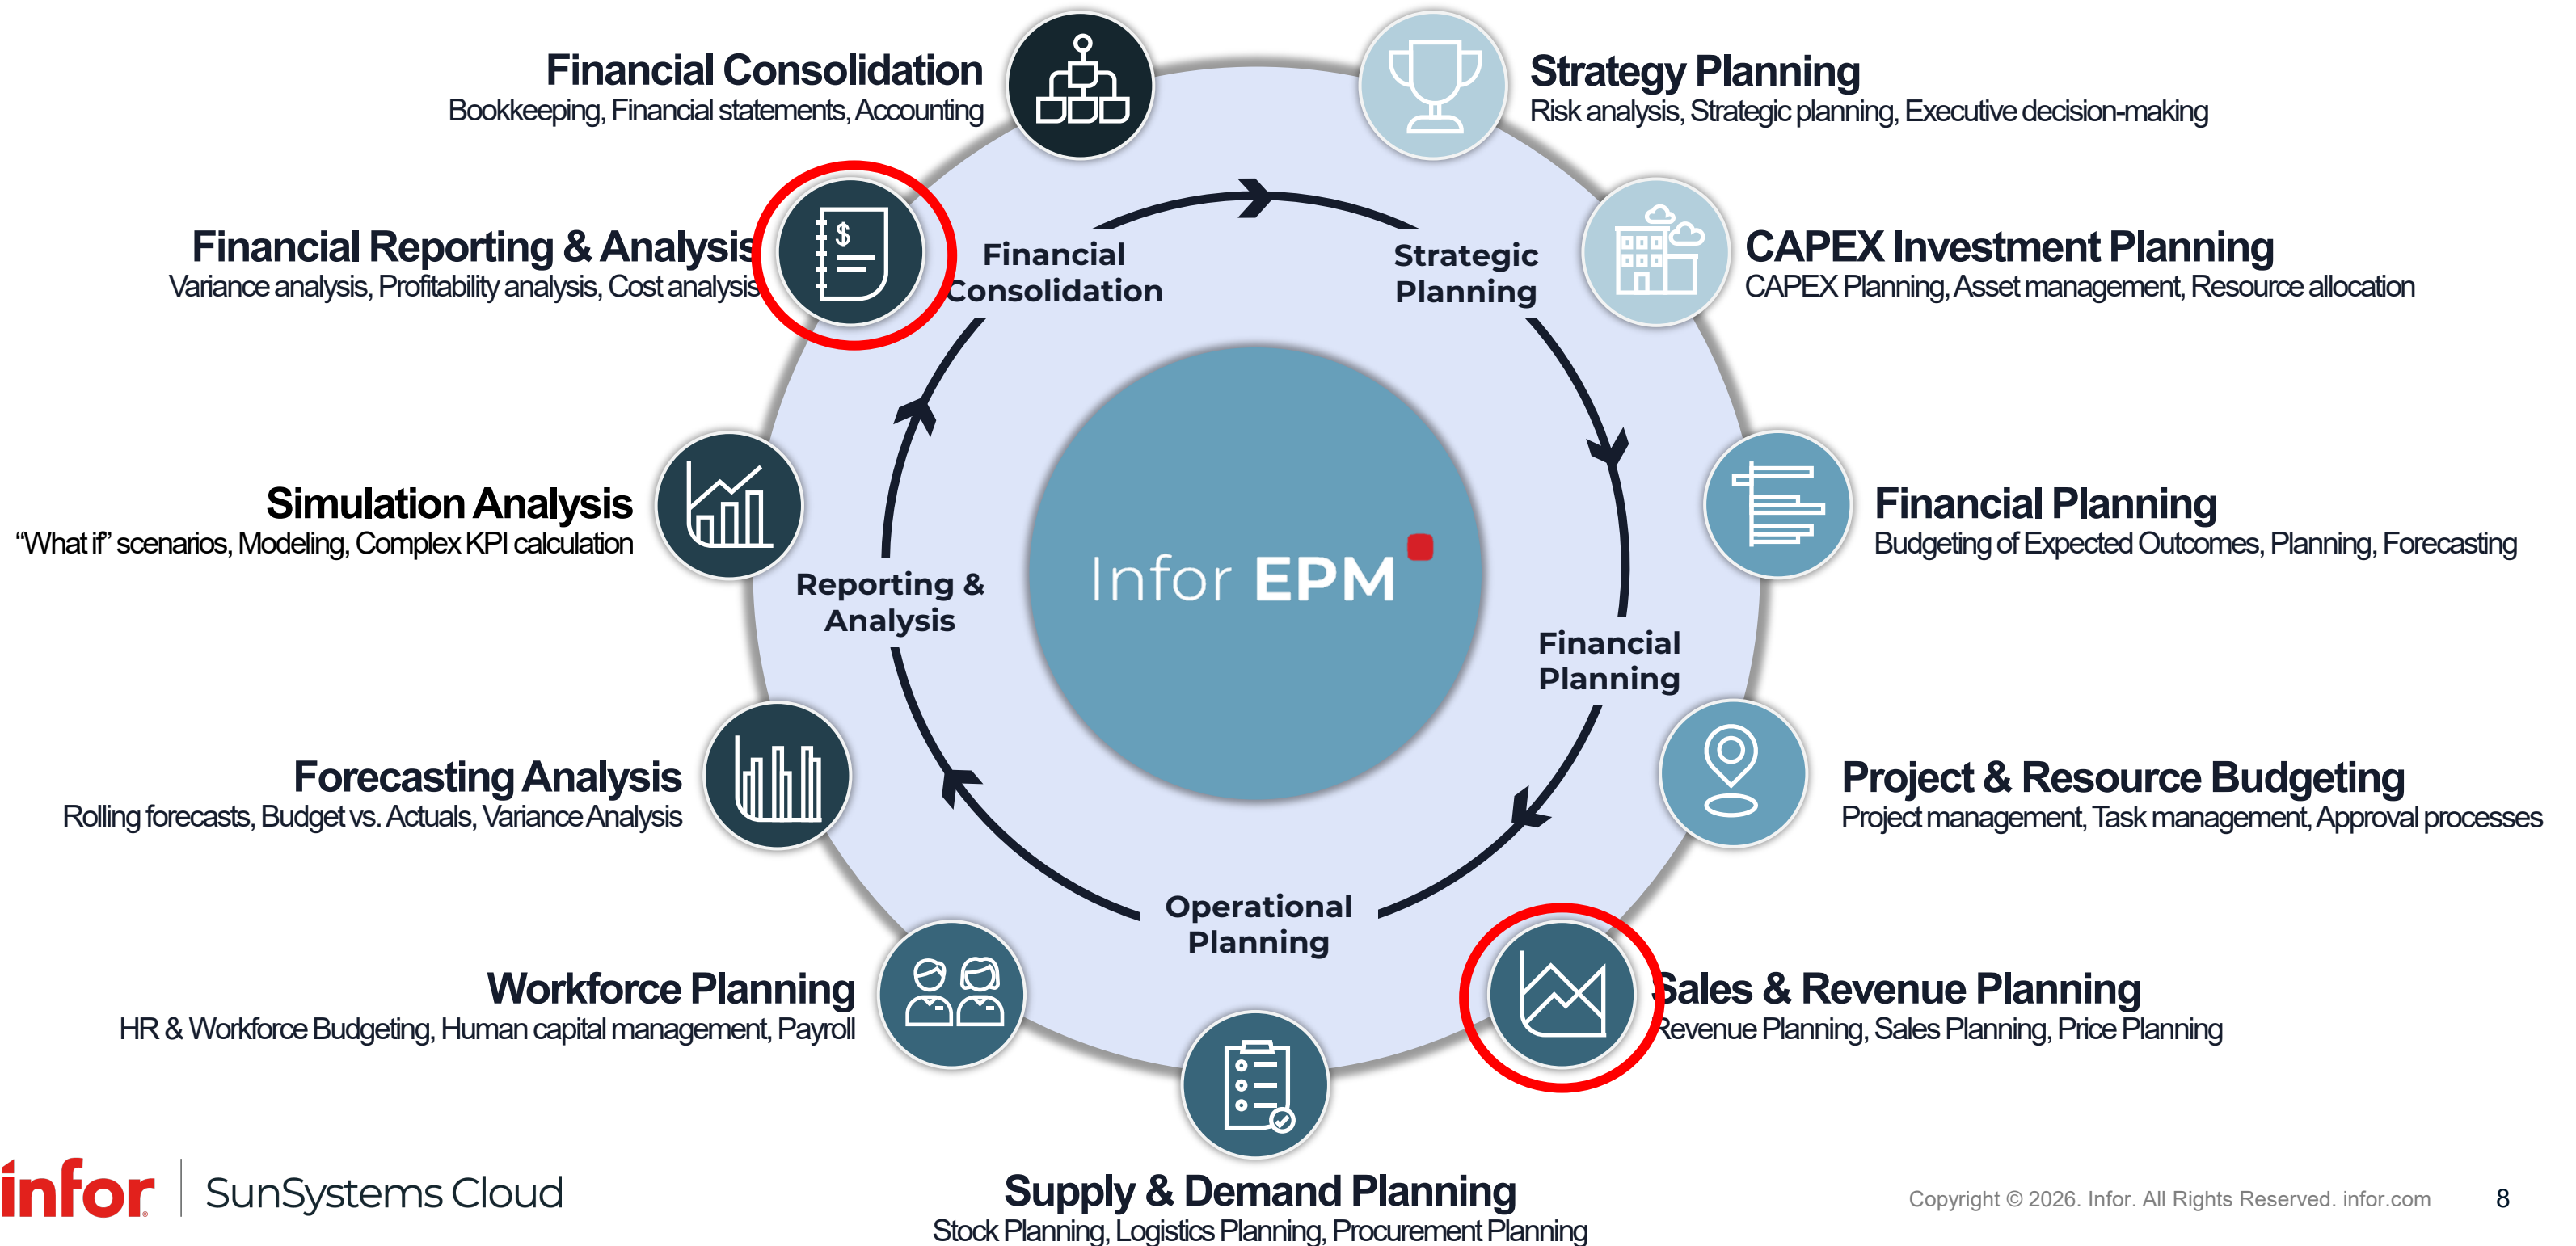 Financial Consolidation
Bookkeeping, Financial statements, Accounting
Strategy Planning
Risk analysis, Strategic planning, Executive decision-making
Financial Reporting & Analysis
Variance analysis, Profitability analysis, Cost analysis
$
Financial
Consolidation
Strategic
Planning
CAPEX Investment Planning
CAPEX Planning, Asset management, Resource allocation
Simulation Analysis
“What if” scenarios, Modeling, Complex KPI calculation
Infor EPM
Financial Planning
Budgeting of Expected Outcomes, Planning, Forecasting
Reporting &
Analysis
Financial
Planning
Forecasting Analysis
Rolling forecasts, Budget vs. Actuals, Variance Analysis
Project & Resource Budgeting
Project management, Task management, Approval processes
Operational
Planning
Workforce Planning
HR & Workforce Budgeting, Human capital management, Payroll
Sales & Revenue Planning
Revenue Planning, Sales Planning, Price Planning
Supply & Demand Planning
Stock Planning, Logistics Planning, Procurement Planning
infor® SunSystems Cloud
Copyright © 2026. Infor. All Rights Reserved. infor.com 8